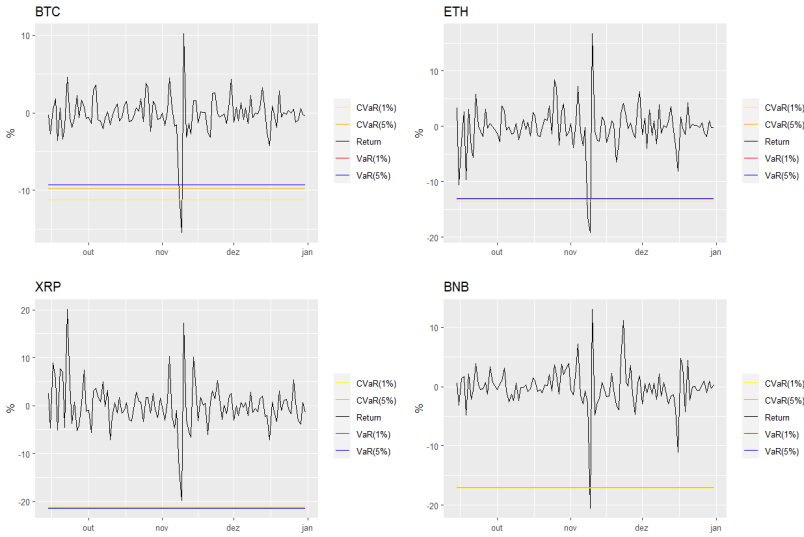 BTC
10
0
-10
%
out
nov
dez
jan
CVaR(1%)
CVaR(5%)
Return
VaR(1%)
VaR(5%)
ETH
10
0
-10
-20
%
out
nov
dez
jan
CVaR(1%)
CVaR(5%)
Return
VaR(1%)
VaR(5%)
XRP
20
10
0
-10
-20
%
out
nov
dez
jan
CVaR(1%)
CVaR(5%)
Return
VaR(1%)
VaR(5%)
BNB
10
0
-10
-20
%
out
nov
dez
jan
CVaR(1%)
CVaR(5%)
Return
VaR(1%)
VaR(5%)